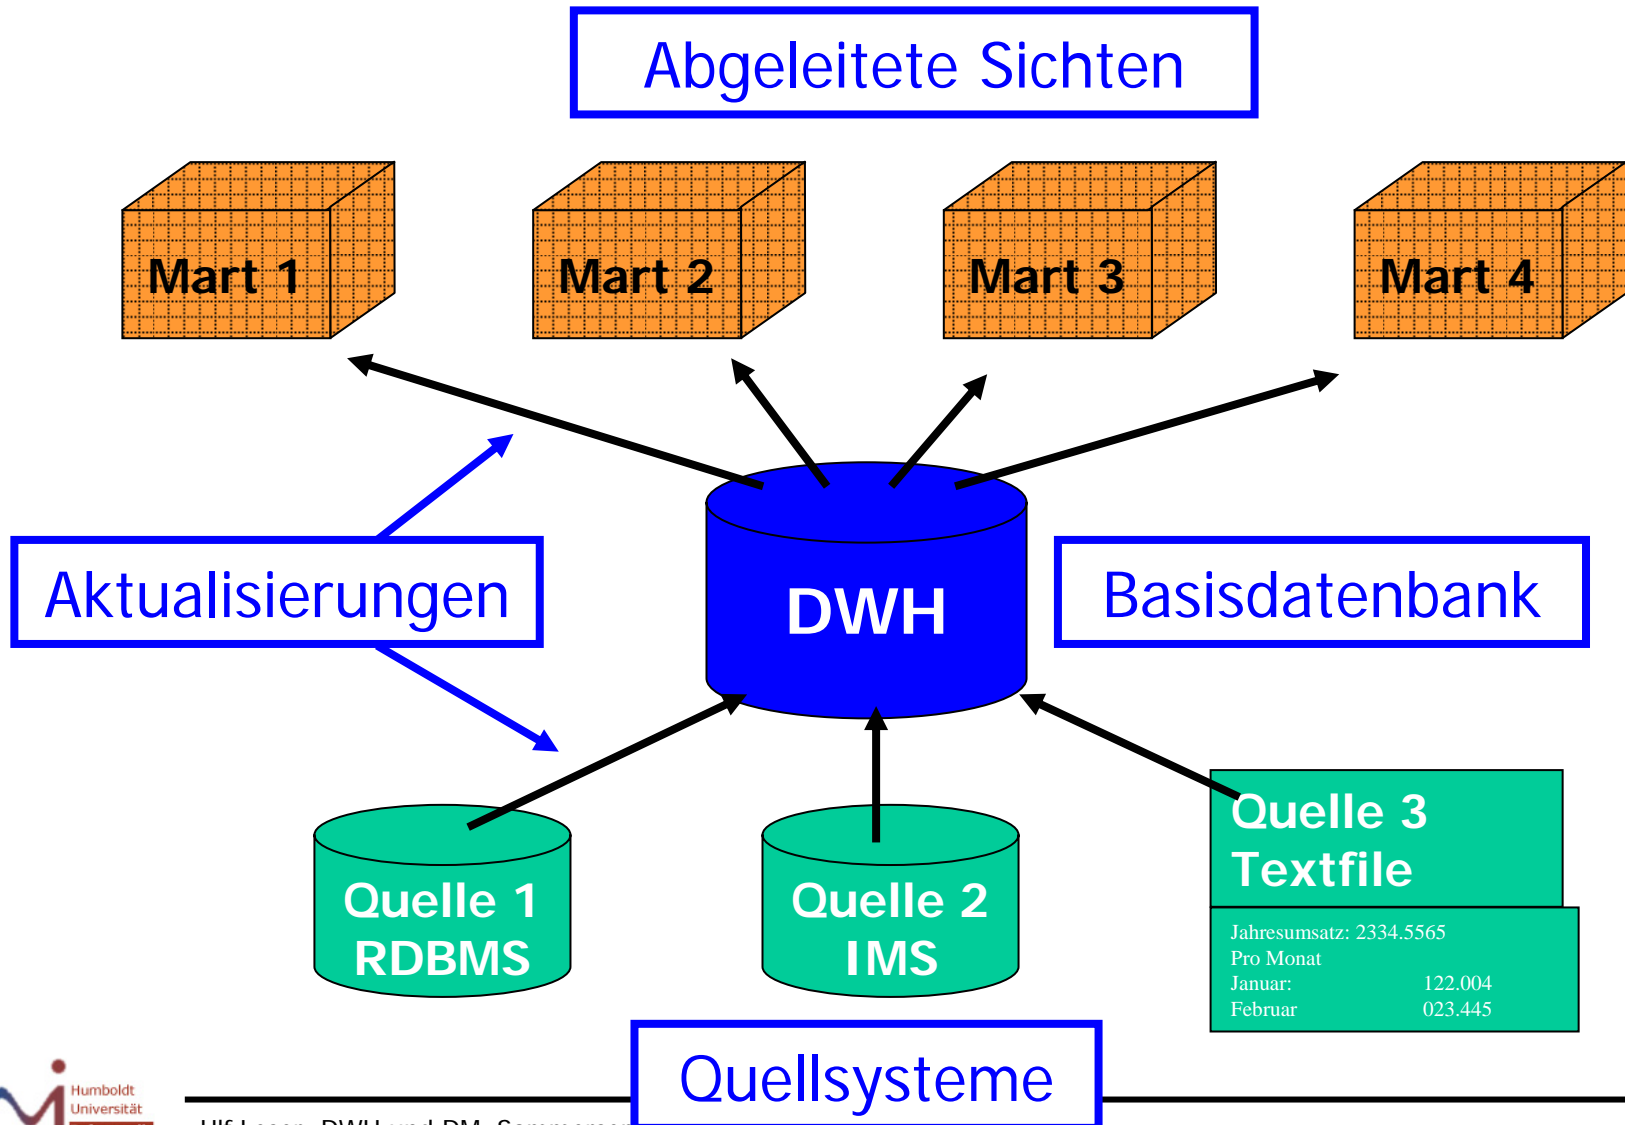 Abgeleitete Sichten
Mart 1
Mart 2
Mart 3
Mart 4
Aktualisierungen
DWH
Basisdatenbank
Quelle 1
RDBMS
Quelle 2
IMS
Quelle 3
Textfile
Jahresumsatz: 2334.5565
Pro Monat
Januar: 122.004
Februar 023.445
Quellsysteme
Humboldt
Universität